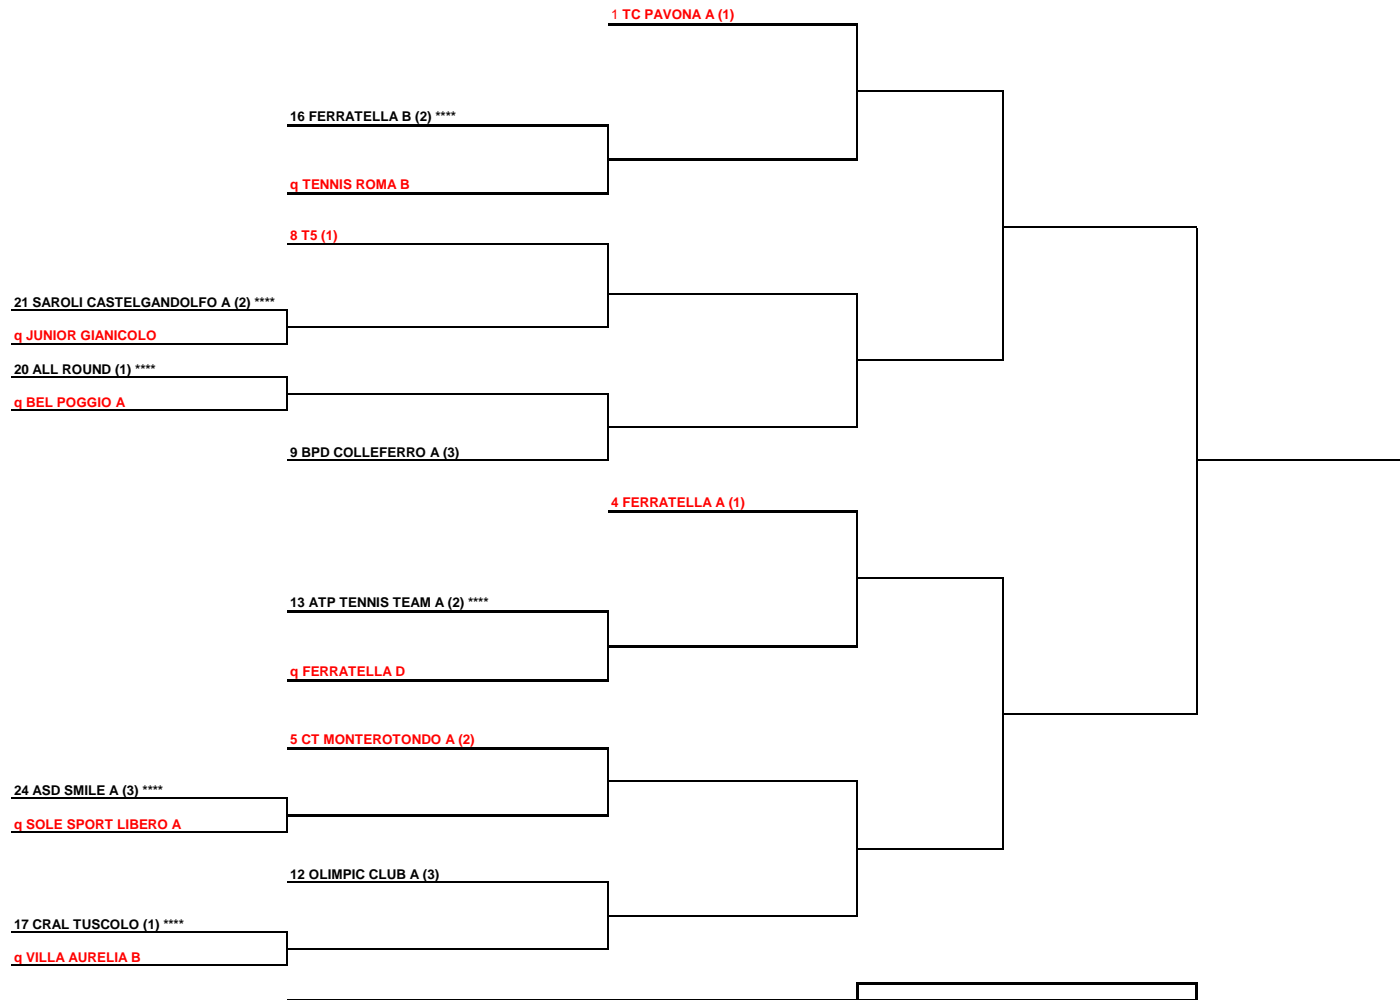 1 TC PAVONA A (1)
16 FERRATELLA B (2) ****
q TENNIS ROMA B
8 T5 (1)
21 SAROLI CASTELGANDOLFO A (2) ****
q JUNIOR GIANICOLO
20 ALL ROUND (1) ****
q BEL POGGIO A
9 BPD COLLEFERRO A (3)
4 FERRATELLA A (1)
13 ATP TENNIS TEAM A (2) ****
q FERRATELLA D
5 CT MONTEROTONDO A (2)
24 ASD SMILE A (3) ****
q SOLE SPORT LIBERO A
12 OLIMPIC CLUB A (3)
17 CRAL TUSCOLO (1) ****
q VILLA AURELIA B